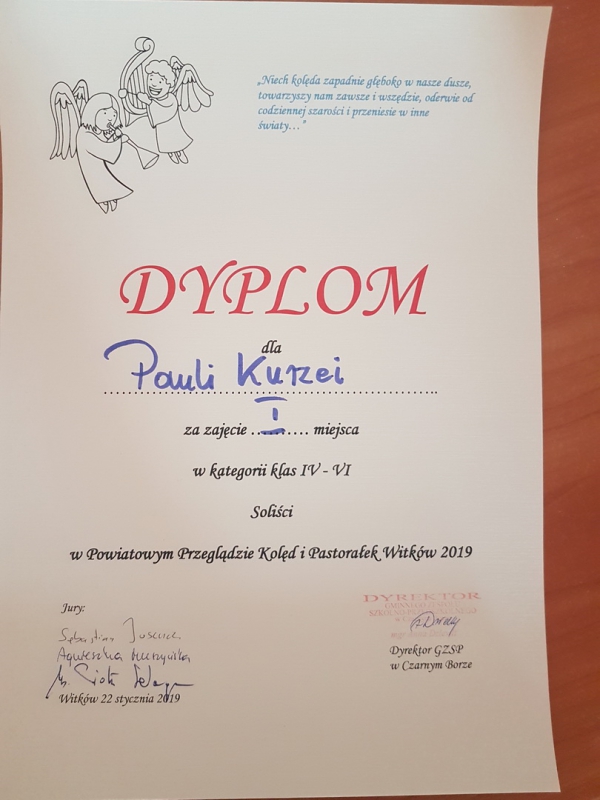 „Niech kolęda zapadnie głęboko w nasze dusze,
towarzyszy nam zawsze i wszędzie, oderwie od
codziennej szarości i przeniesie w inne
światy…”
DYPLOM
dla
Pauli Kurzei
za zajęcie ...I...... miejsca
w kategorii klas IV - VI
Soliści
w Powiatowym Przeglądzie Kolęd i Pastorałek Witków 2019
Jury:
Sebastian
Agnieszka
Piotr
Witków 22 stycznia 2019
DYREKTOR
Dyrektor GZSP
w Czarnym Borze